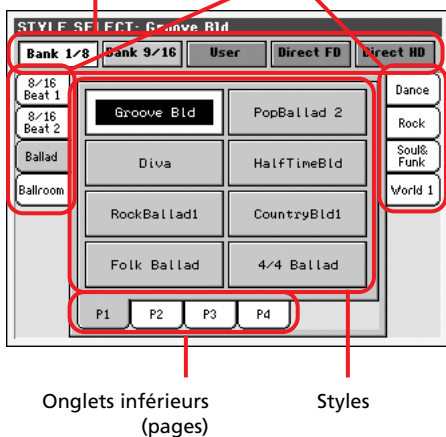 STYLE SELECT: Groove Bld
Bank 1/8 Bank 9/16 User Direct FD Direct HD
8/16 Beat 1
8/16 Beat 2
Ballad
Ballroom
Groove Bld PopBallad 2
Diva HalfTimeBld
RockBallad1 CountryBld1
Folk Ballad 4/4 Ballad
Dance
Rock
Soul& Funk
World 1
P1 P2 P3 P4
Onglets inférieurs (pages)
Styles